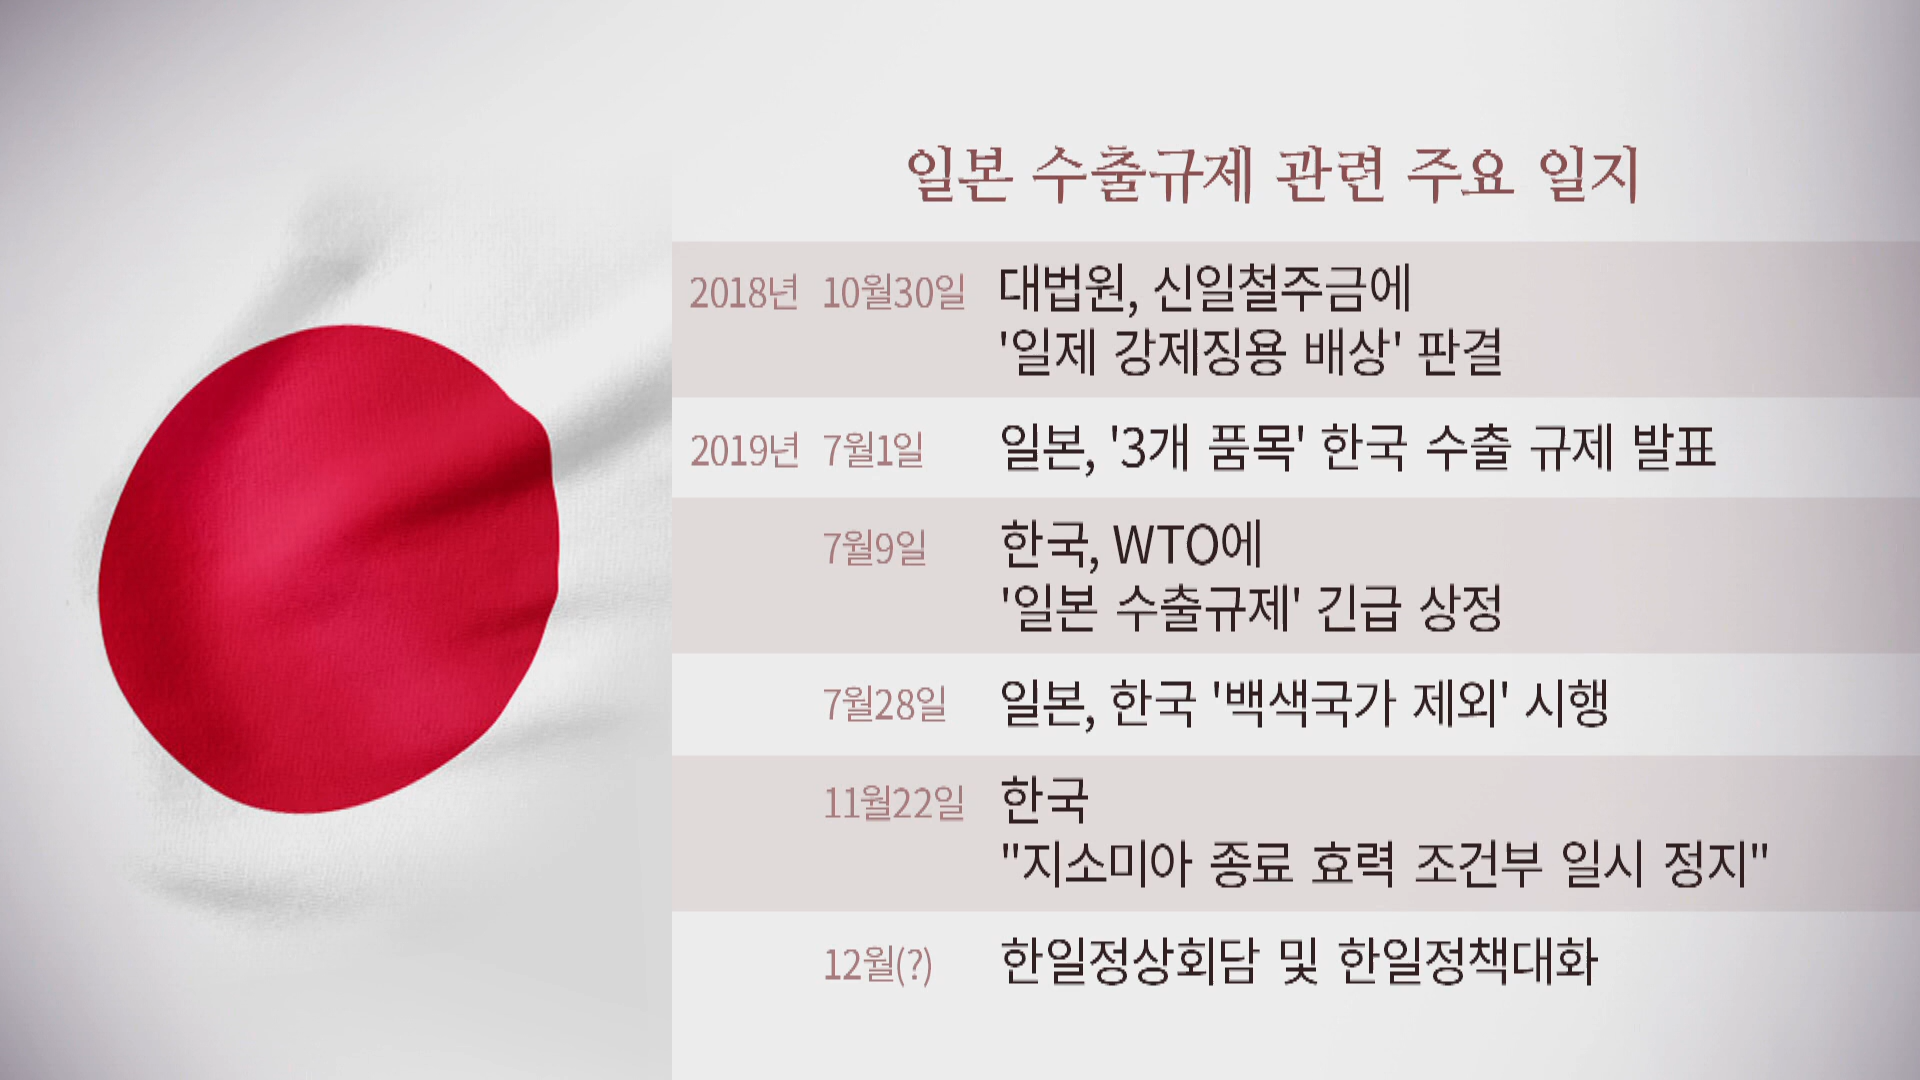 일본 수출규제 관련 주요 일지
2018년 10월30일 대법원, 신일철주금에
'일제 강제징용 배상' 판결
2019년 7월1일 일본, '3개 품목' 한국 수출 규제 발표
7월9일 한국, WTO에
'일본 수출규제' 긴급 상정
7월28일 일본, 한국 '백색국가 제외' 시행
11월22일 한국
"지소미아 종료 효력 조건부 일시 정지"
12월(?) 한일정상회담 및 한일정책대화